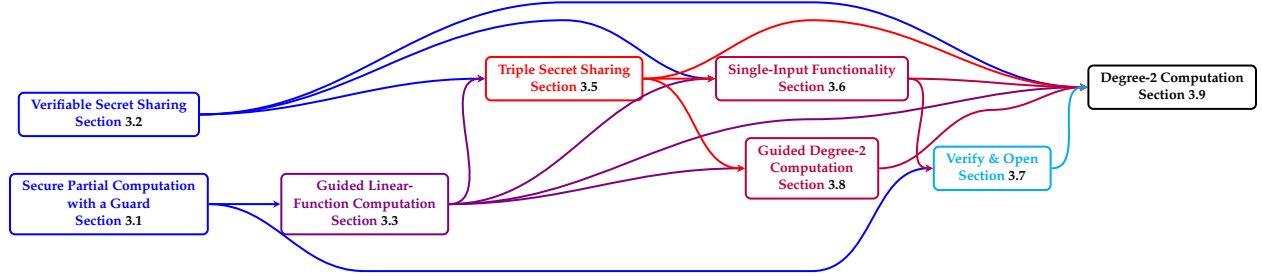 Verifiable Secret Sharing
Section 3.2
Secure Partial Computation
with a Guard
Section 3.1
Guided Linear-
Function Computation
Section 3.3
Triple Secret Sharing
Section 3.5
Single-Input Functionality
Section 3.6
Guided Degree-2
Computation
Section 3.8
Verify & Open
Section 3.7
Degree-2 Computation
Section 3.9